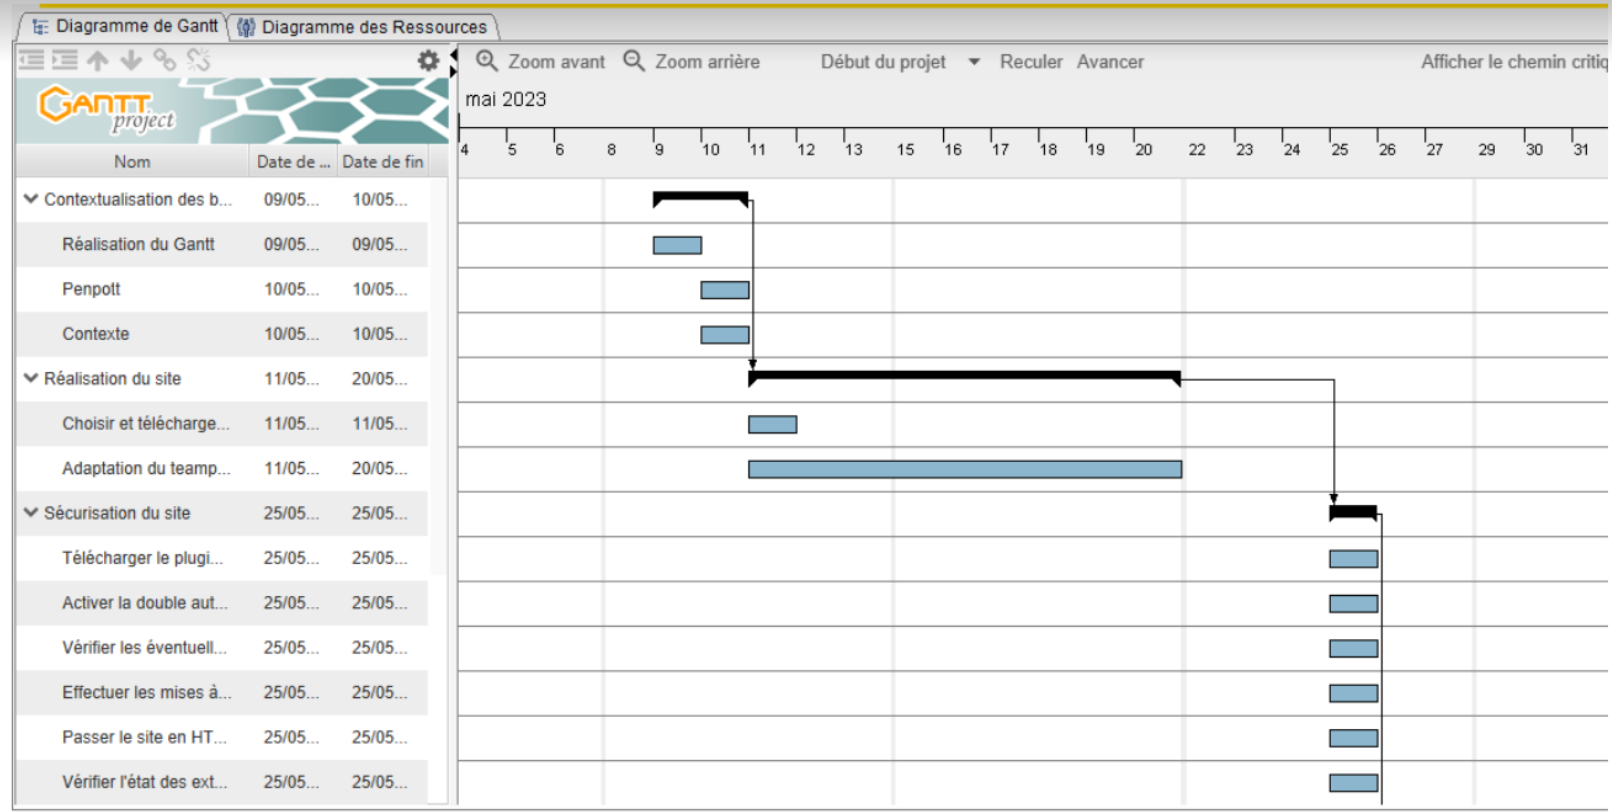 Diagramme de Gantt Diagramme des Ressources
Zoom avant Zoom arrière Début du projet Reculer Avancer Afficher le chemin critiq
GANTT project
mai 2023
4 5 6 8 9 10 11 12 13 15 16 17 18 19 20 22 23 24 25 26 27 29 30 31
Nom Date de ... Date de fin
Contextualisation des b... 09/05... 10/05...
Réalisation du Gantt 09/05... 09/05...
Penpott 10/05... 10/05...
Contexte 10/05... 10/05...
Réalisation du site 11/05... 20/05...
Choisir et télécharge... 11/05... 11/05...
Adaptation du teamp... 11/05... 20/05...
Sécurisation du site 25/05... 25/05...
Télécharger le plugi... 25/05... 25/05...
Activer la double aut... 25/05... 25/05...
Vérifier les éventuell... 25/05... 25/05...
Effectuer les mises à... 25/05... 25/05...
Passer le site en HT... 25/05... 25/05...
Vérifier l'état des ext... 25/05... 25/05...